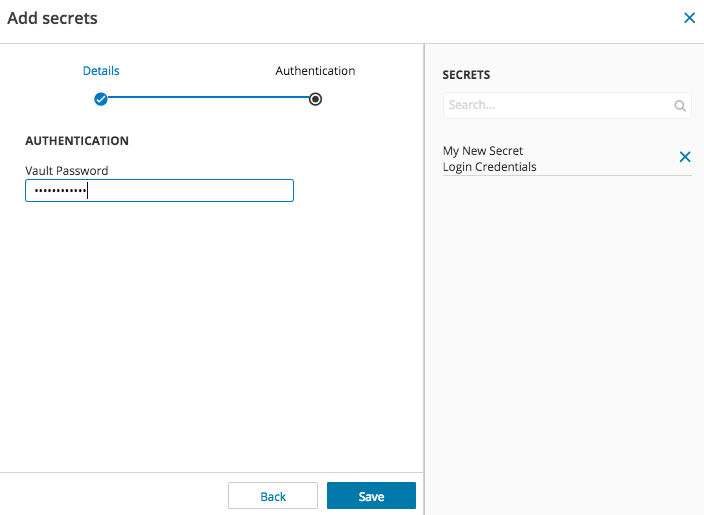 Add secrets
Details
Authentication
AUTHENTICATION
Vault Password
••••••••••••
SECRETS
Search...
My New Secret
Login Credentials
Back
Save